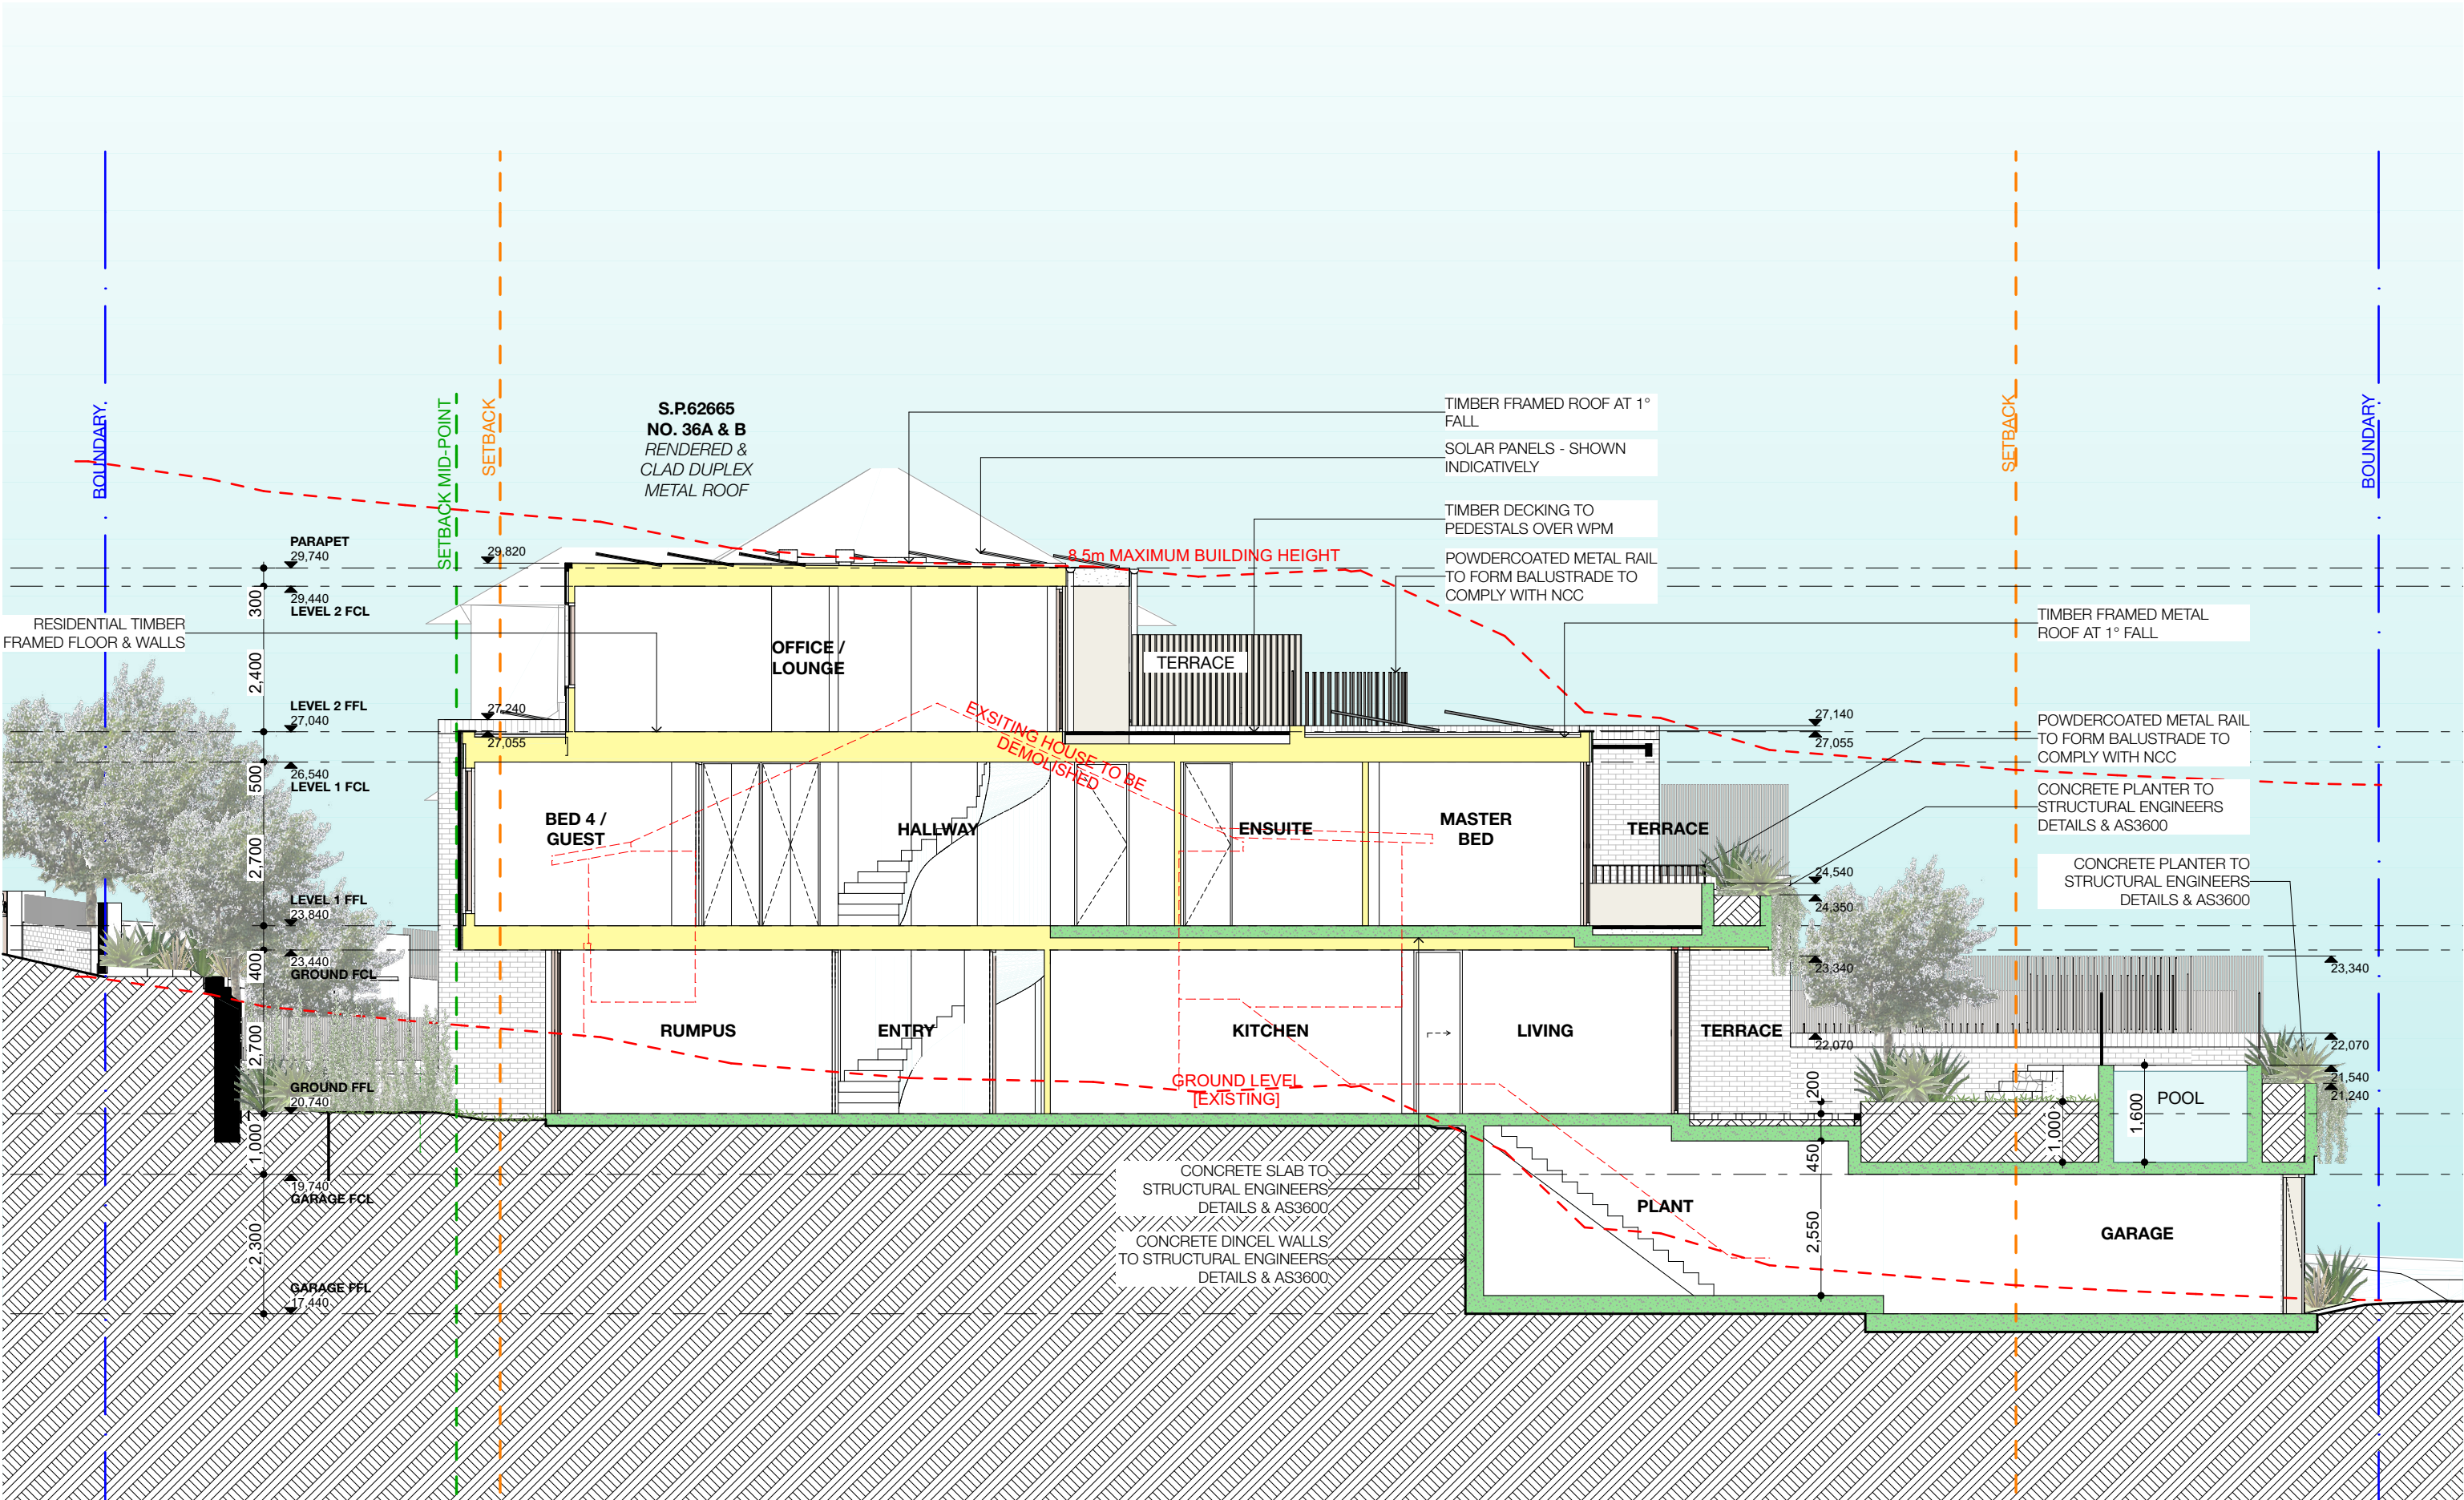 BOUNDARY
SETBACK MID-POINT
SETBACK
S.P.62665
NO. 36A & B
RENDERED &
CLAD DUPLEX
METAL ROOF
TIMBER FRAMED ROOF AT 1°
FALL
SOLAR PANELS - SHOWN
INDICATIVELY
TIMBER DECKING TO
PEDESTALS OVER WPM
POWDERCOATED METAL RAIL
TO FORM BALUSTRADE TO
COMPLY WITH NCC
SETBACK
BOUNDARY
8.5m MAXIMUM BUILDING HEIGHT
PARAPET
29,740
29,820
300
29,440
LEVEL 2 FCL
RESIDENTIAL TIMBER
FRAMED FLOOR & WALLS
2,400
OFFICE /
LOUNGE
TERRACE
TIMBER FRAMED METAL
ROOF AT 1° FALL
LEVEL 2 FFL
27,040
27,240
27,055
EXSITING HOUSE TO BE
DEMOLISHED
27,140
27,055
POWDERCOATED METAL RAIL
TO FORM BALUSTRADE TO
COMPLY WITH NCC
500
26,540
LEVEL 1 FCL
CONCRETE PLANTER TO
STRUCTURAL ENGINEERS
DETAILS & AS3600
2,700
BED 4 /
GUEST
HALLWAY
ENSUITE
MASTER
BED
TERRACE
24,540
24,350
CONCRETE PLANTER TO
STRUCTURAL ENGINEERS
DETAILS & AS3600
LEVEL 1 FFL
23,840
400
23,440
GROUND FCL
23,340
23,340
2,700
RUMPUS
ENTRY
KITCHEN
LIVING
TERRACE
22,070
22,070
GROUND LEVEL
[EXISTING]
GROUND FFL
20,740
200
1,000
1,600
POOL
21,540
21,240
1,000
19,740
GARAGE FCL
450
CONCRETE SLAB TO
STRUCTURAL ENGINEERS
DETAILS & AS3600
PLANT
GARAGE
2,300
2,550
CONCRETE DINCEL WALLS
TO STRUCTURAL ENGINEERS
DETAILS & AS3600
GARAGE FFL
17,440